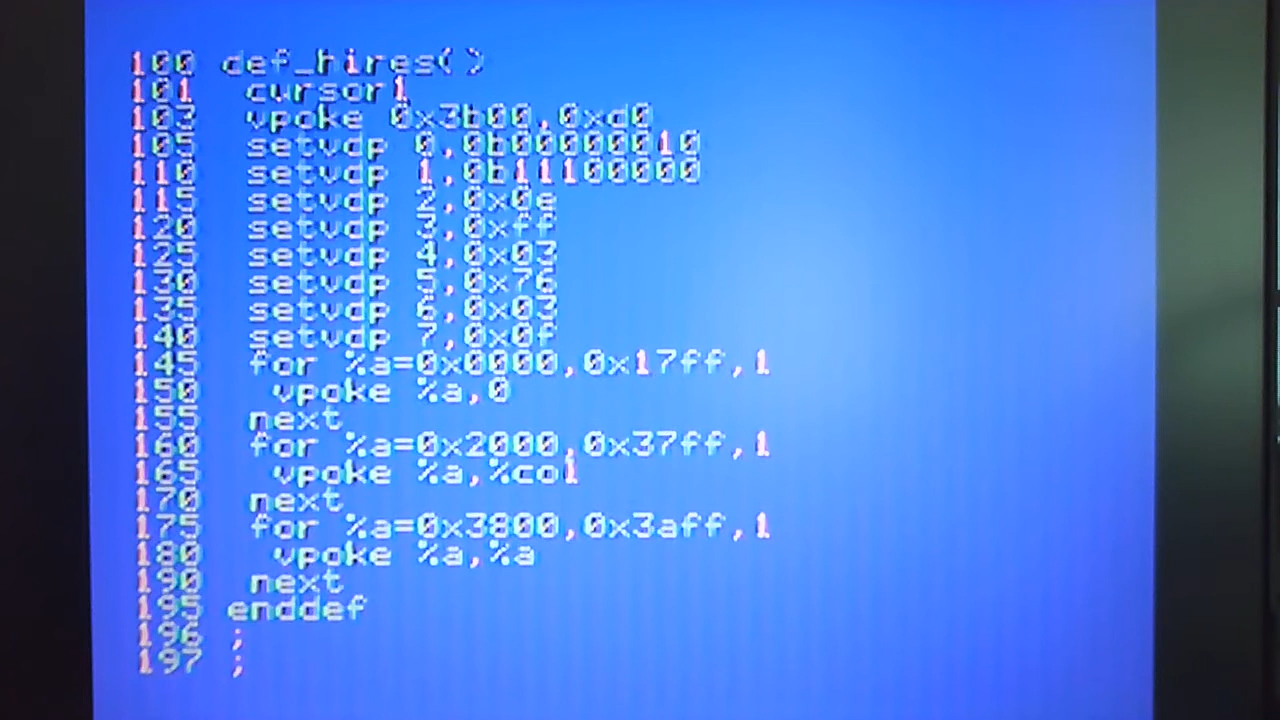 100 def_hires()
101  cursor1
103  vpoke 0x3b00,0xd0
105  setvdp 0,0b00000010
110  setvdp 1,0b11100000
115  setvdp 2,0x0e
120  setvdp 3,0xff
125  setvdp 4,0x03
130  setvdp 5,0x76
135  setvdp 6,0x03
140  setvdp 7,0x0f
145  for %a=0x0000,0x17ff,1
150   vpoke %a,0
155  next
160  for %a=0x2000,0x37ff,1
165   vpoke %a,%col
170  next
175  for %a=0x3800,0x3aff,1
180   vpoke %a,%a
190  next
195 enddef
196 ;
197 ;